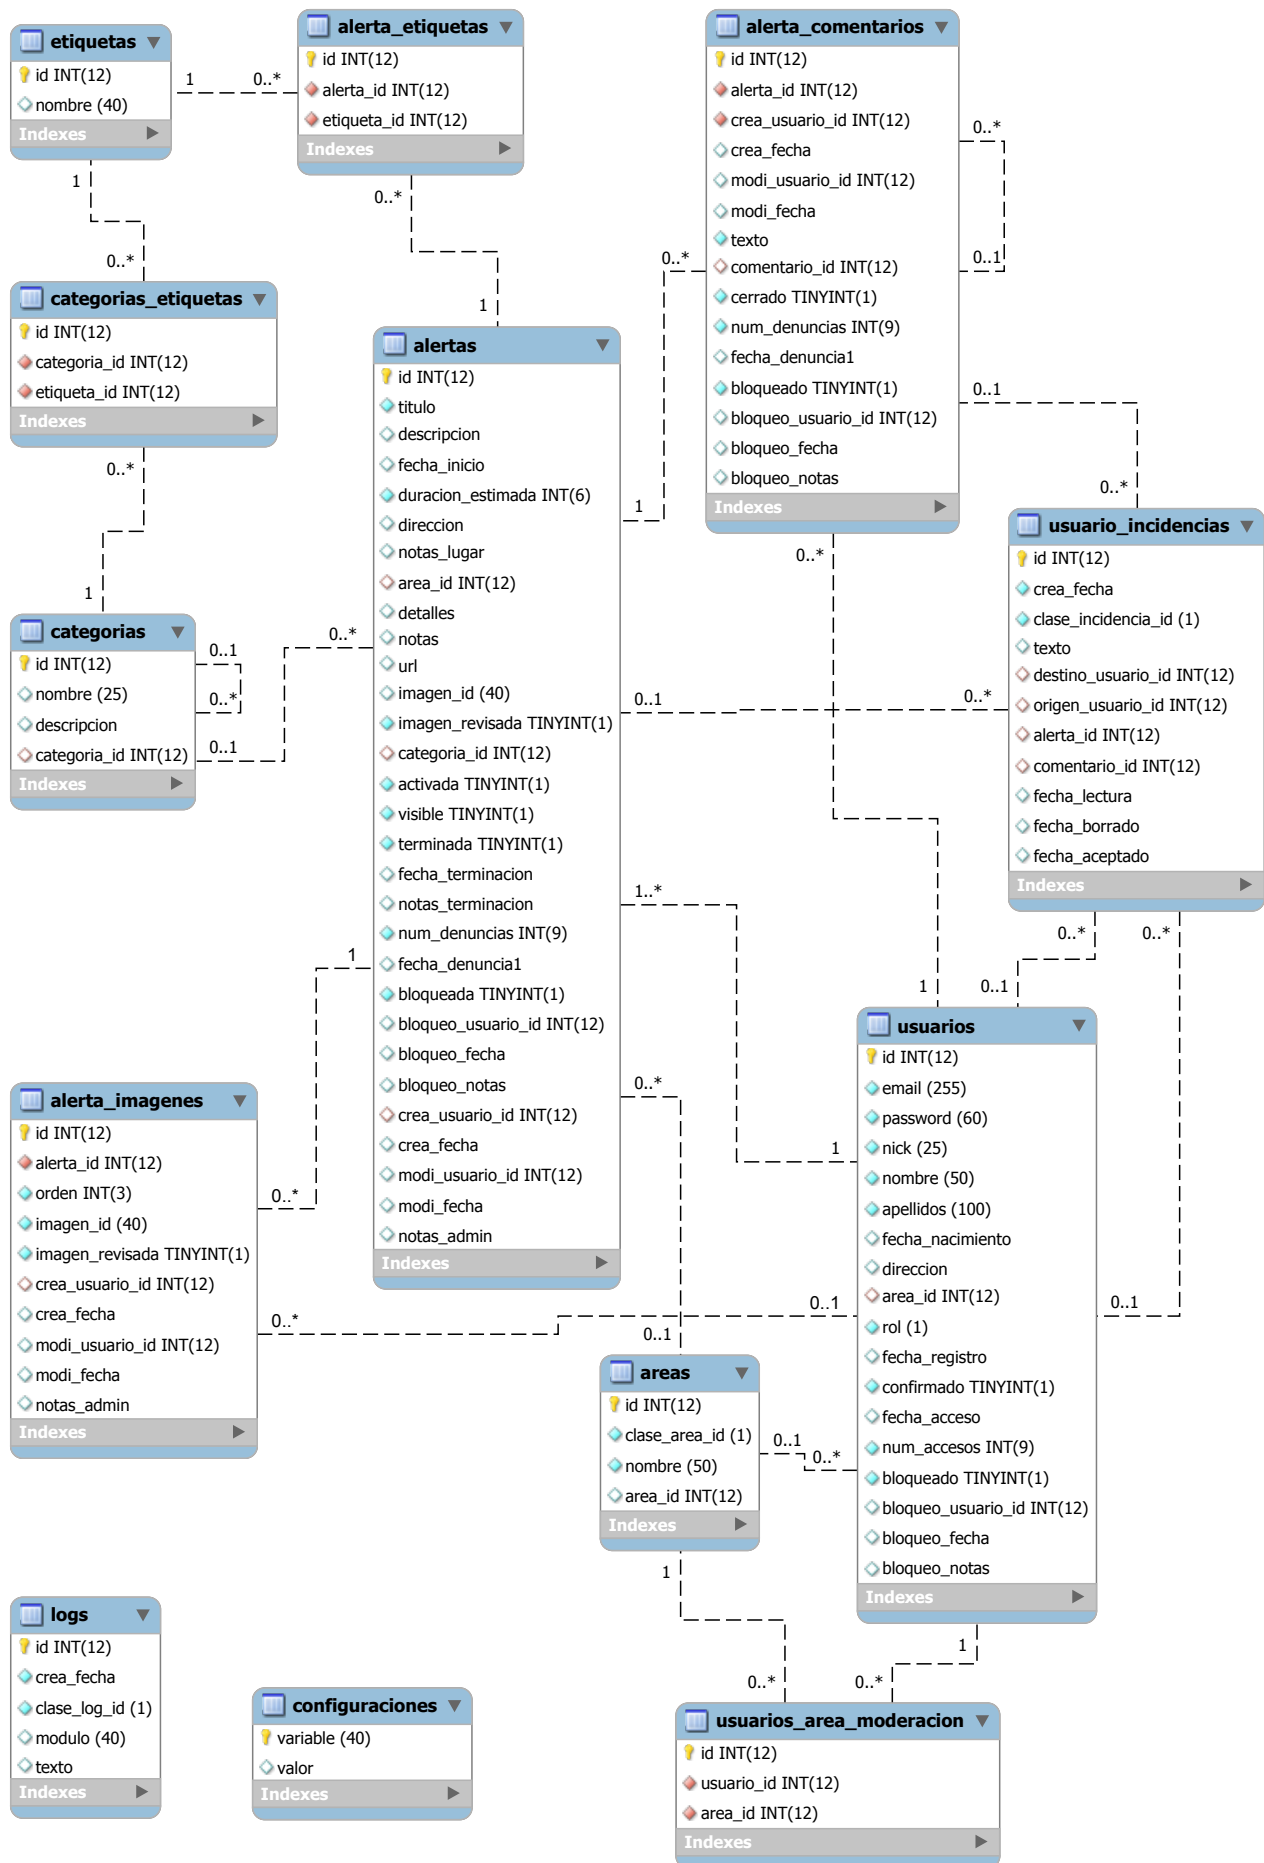 etiquetas
id INT(12)
nombre (40)
Indexes
1
0..*
alerta_etiquetas
id INT(12)
alerta_id INT(12)
etiqueta_id INT(12)
Indexes
alerta_comentarios
id INT(12)
alerta_id INT(12)
crea_usuario_id INT(12)
crea_fecha
modi_usuario_id INT(12)
modi_fecha
texto
comentario_id INT(12)
cerrado TINYINT(1)
num_denuncias INT(9)
fecha_denuncia1
bloqueado TINYINT(1)
bloqueo_usuario_id INT(12)
bloqueo_fecha
bloqueo_notas
Indexes
0..*
0..1
1
0..*
0..*
1
0..*
1
0..1
0..*
categorias_etiquetas
id INT(12)
categoria_id INT(12)
etiqueta_id INT(12)
Indexes
0..*
1
categorias
id INT(12)
nombre (25)
descripcion
categoria_id INT(12)
Indexes
0..1
0..*
0..1
0..*
alertas
id INT(12)
titulo
descripcion
fecha_inicio
duracion_estimada INT(6)
direccion
notas_lugar
area_id INT(12)
detalles
notas
url
imagen_id (40)
imagen_revisada TINYINT(1)
categoria_id INT(12)
activada TINYINT(1)
visible TINYINT(1)
terminada TINYINT(1)
fecha_terminacion
notas_terminacion
num_denuncias INT(9)
fecha_denuncia1
bloqueada TINYINT(1)
bloqueo_usuario_id INT(12)
bloqueo_fecha
bloqueo_notas
crea_usuario_id INT(12)
crea_fecha
modi_usuario_id INT(12)
modi_fecha
notas_admin
Indexes
usuario_incidencias
id INT(12)
crea_fecha
clase_incidencia_id (1)
texto
destino_usuario_id INT(12)
origen_usuario_id INT(12)
alerta_id INT(12)
comentario_id INT(12)
fecha_lectura
fecha_borrado
fecha_aceptado
Indexes
0..*
0..1
0..*
1
1..*
1
0..*
0..1
0..*
0..1
usuarios
id INT(12)
email (255)
password (60)
nick (25)
nombre (50)
apellidos (100)
fecha_nacimiento
direccion
area_id INT(12)
rol (1)
fecha_registro
confirmado TINYINT(1)
fecha_acceso
num_accesos INT(9)
bloqueado TINYINT(1)
bloqueo_usuario_id INT(12)
bloqueo_fecha
bloqueo_notas
Indexes
alerta_imagenes
id INT(12)
alerta_id INT(12)
orden INT(3)
imagen_id (40)
imagen_revisada TINYINT(1)
crea_usuario_id INT(12)
crea_fecha
modi_usuario_id INT(12)
modi_fecha
notas_admin
Indexes
1
0..*
0..*
0..1
0..*
0..1
areas
id INT(12)
clase_area_id (1)
nombre (50)
area_id INT(12)
Indexes
0..1
0..*
1
0..*
1
0..*
logs
id INT(12)
crea_fecha
clase_log_id (1)
modulo (40)
texto
Indexes
configuraciones
variable (40)
valor
Indexes
usuarios_area_moderacion
id INT(12)
usuario_id INT(12)
area_id INT(12)
Indexes